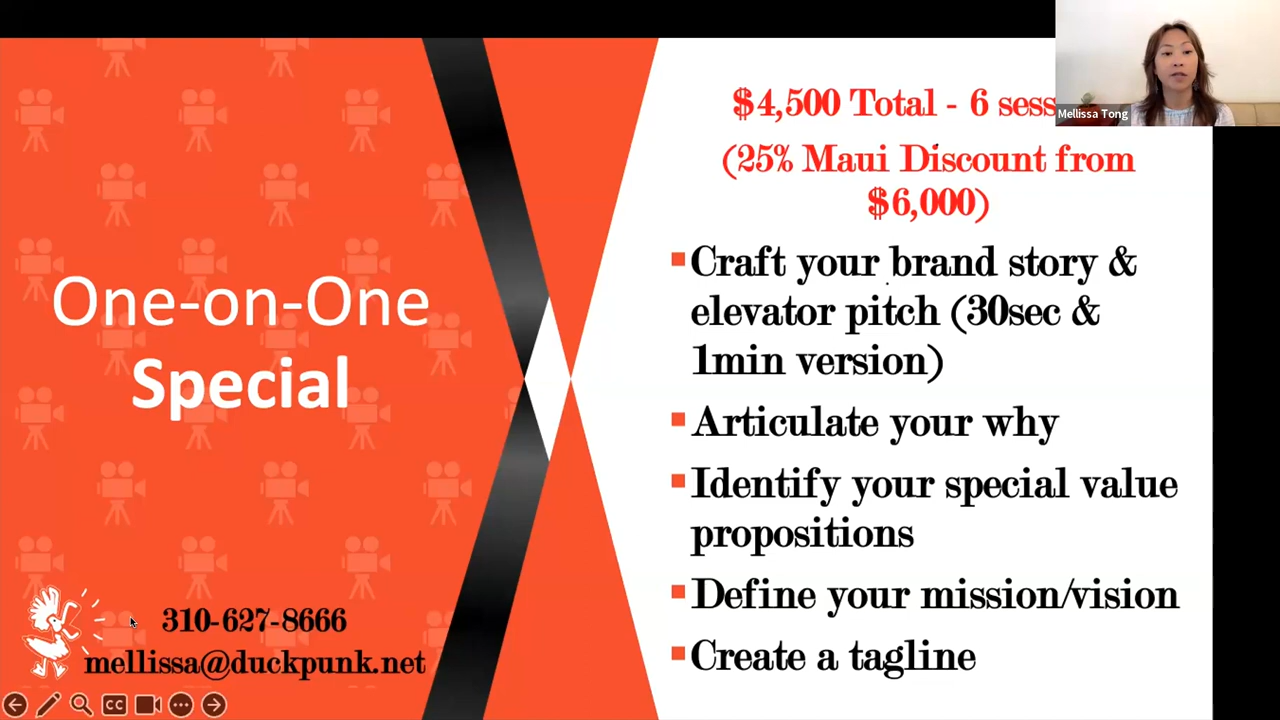 $4,500 Total - 6
(25% Maui Discount from
$6,000)
One-on-One
Special
Craft your brand story &
elevator pitch (30sec &
1min version)
Articulate your why
Identify your special value
propositions
Define your mission/vision
Create a tagline
310-627-8666
mellissa@duckpunk.net
Mellissa Tong
CC